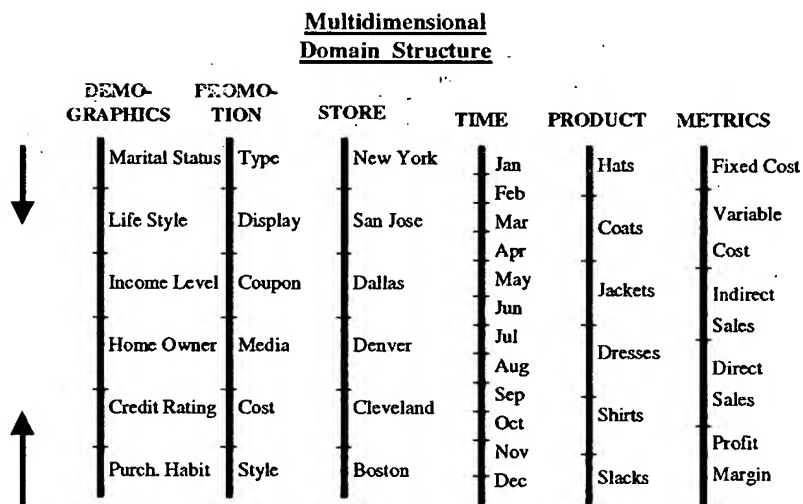 Multidimensional
Domain Structure
DEMO-
GRAPHICS
Marital Status
Life Style
Income Level
Home Owner
Credit Rating
Purch. Habit
PROMO-
TION
Type
Display
Coupon
Media
Cost
Style
STORE
New York
San Jose
Dallas
Denver
Cleveland
Boston
TIME
Jan
Feb
Mar
Apr
May
Jun
Jul
Aug
Sep
Oct
Nov
Dec
PRODUCT
Hats
Coats
Jackets
Dresses
Shirts
Slacks
METRICS
Fixed Cost
Variable
Cost
Indirect
Sales
Direct
Sales
Profit
Margin